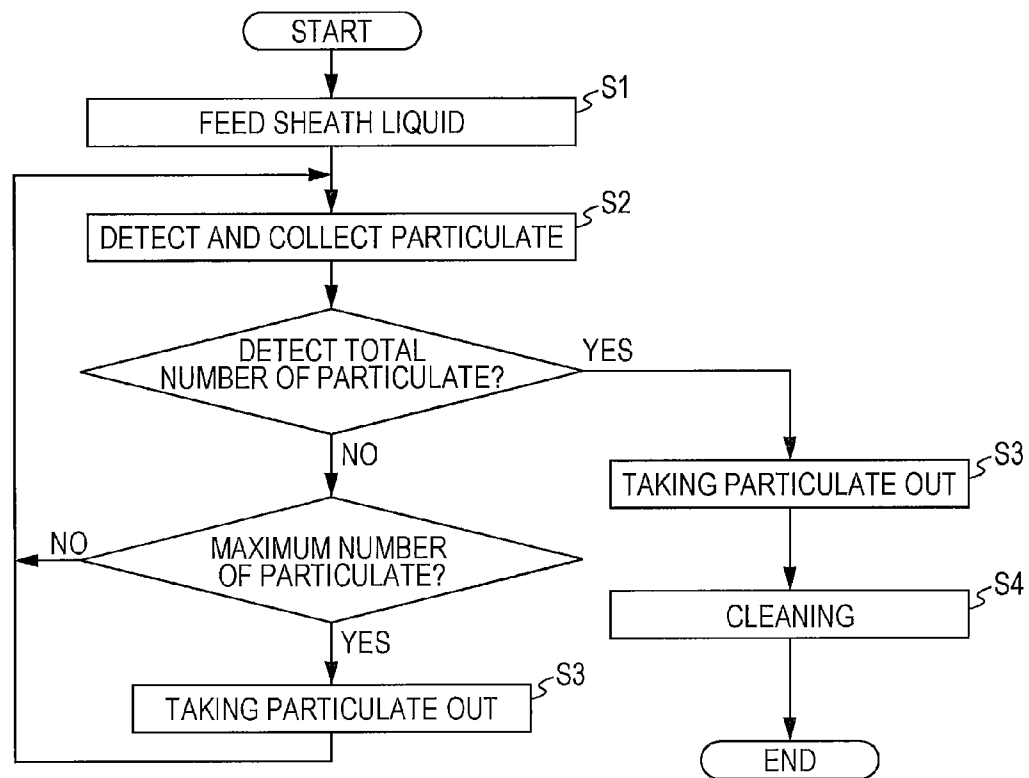 START
S1
FEED SHEATH LIQUID
S2
DETECT AND COLLECT PARTICULATE
DETECT TOTAL
NUMBER OF PARTICULATE?
YES
NO
S3
TAKING PARTICULATE OUT
NO
MAXIMUM NUMBER
OF PARTICULATE?
S4
CLEANING
YES
S3
TAKING PARTICULATE OUT
END